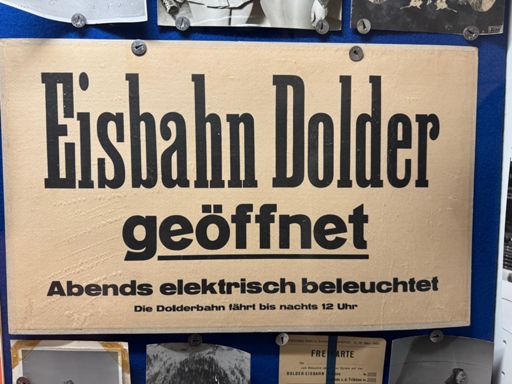 Eisbahn Dolder
geöffnet
Abends elektrisch beleuchtet
Die Dolderbahn fährt bis nachts 12 Uhr
FREIKARTE
DOLDER-EISBAHN